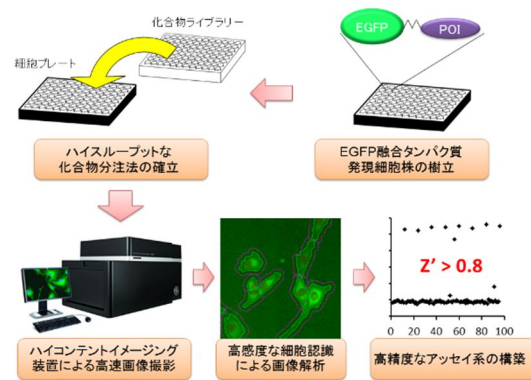 化合物ライブラリー
細胞プレート
EGFP
POI
ハイスループットな
化合物分注法の確立
EGFP融合タンパク質
発現細胞株の樹立
Z' > 0.8
0 20 40 60 80 100
ハイコンテントイメージング
装置による高速画像撮影
高感度な細胞認識
による画像解析
高精度なアッセイ系の構築